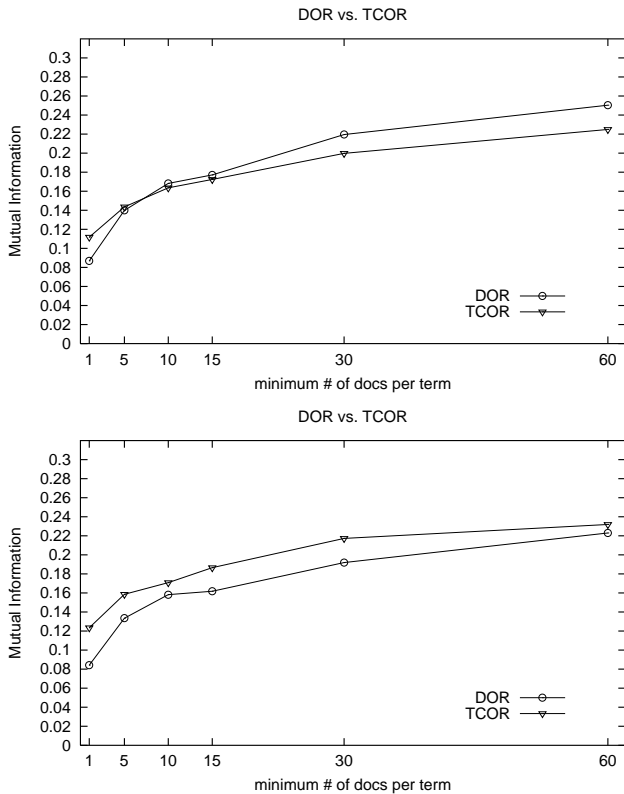 DOR vs. TCOR
0.3
0.28
0.26
0.24
0.22
0.2
0.18
0.16
0.14
0.12
0.1
0.08
0.06
0.04
0.02
0
Mutual Information
DOR
TCOR
1 5 10 15 30 60
minimum # of docs per term
DOR vs. TCOR
0.3
0.28
0.26
0.24
0.22
0.2
0.18
0.16
0.14
0.12
0.1
0.08
0.06
0.04
0.02
0
Mutual Information
DOR
TCOR
1 5 10 15 30 60
minimum # of docs per term